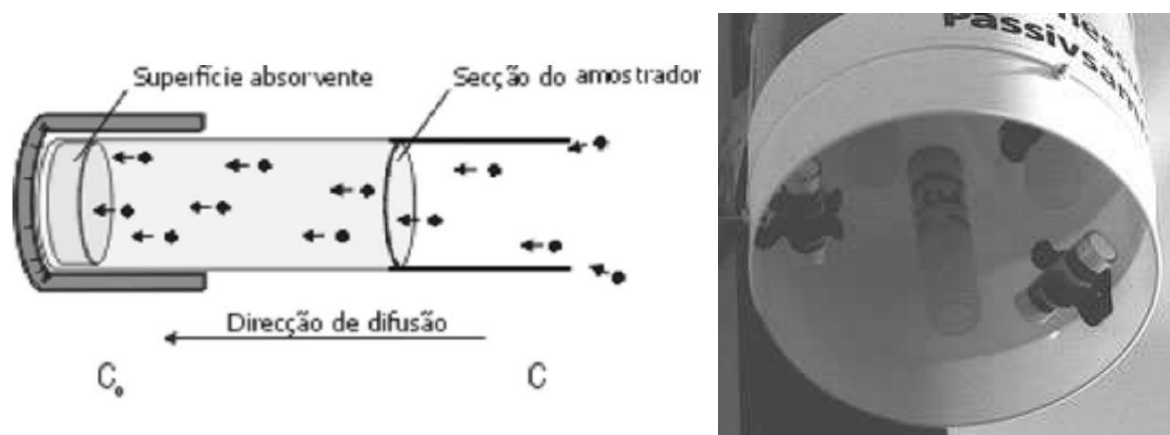 Superfície absorvente
Secção do amostrador
Direcção de difusão
C₀
C
Passivsam